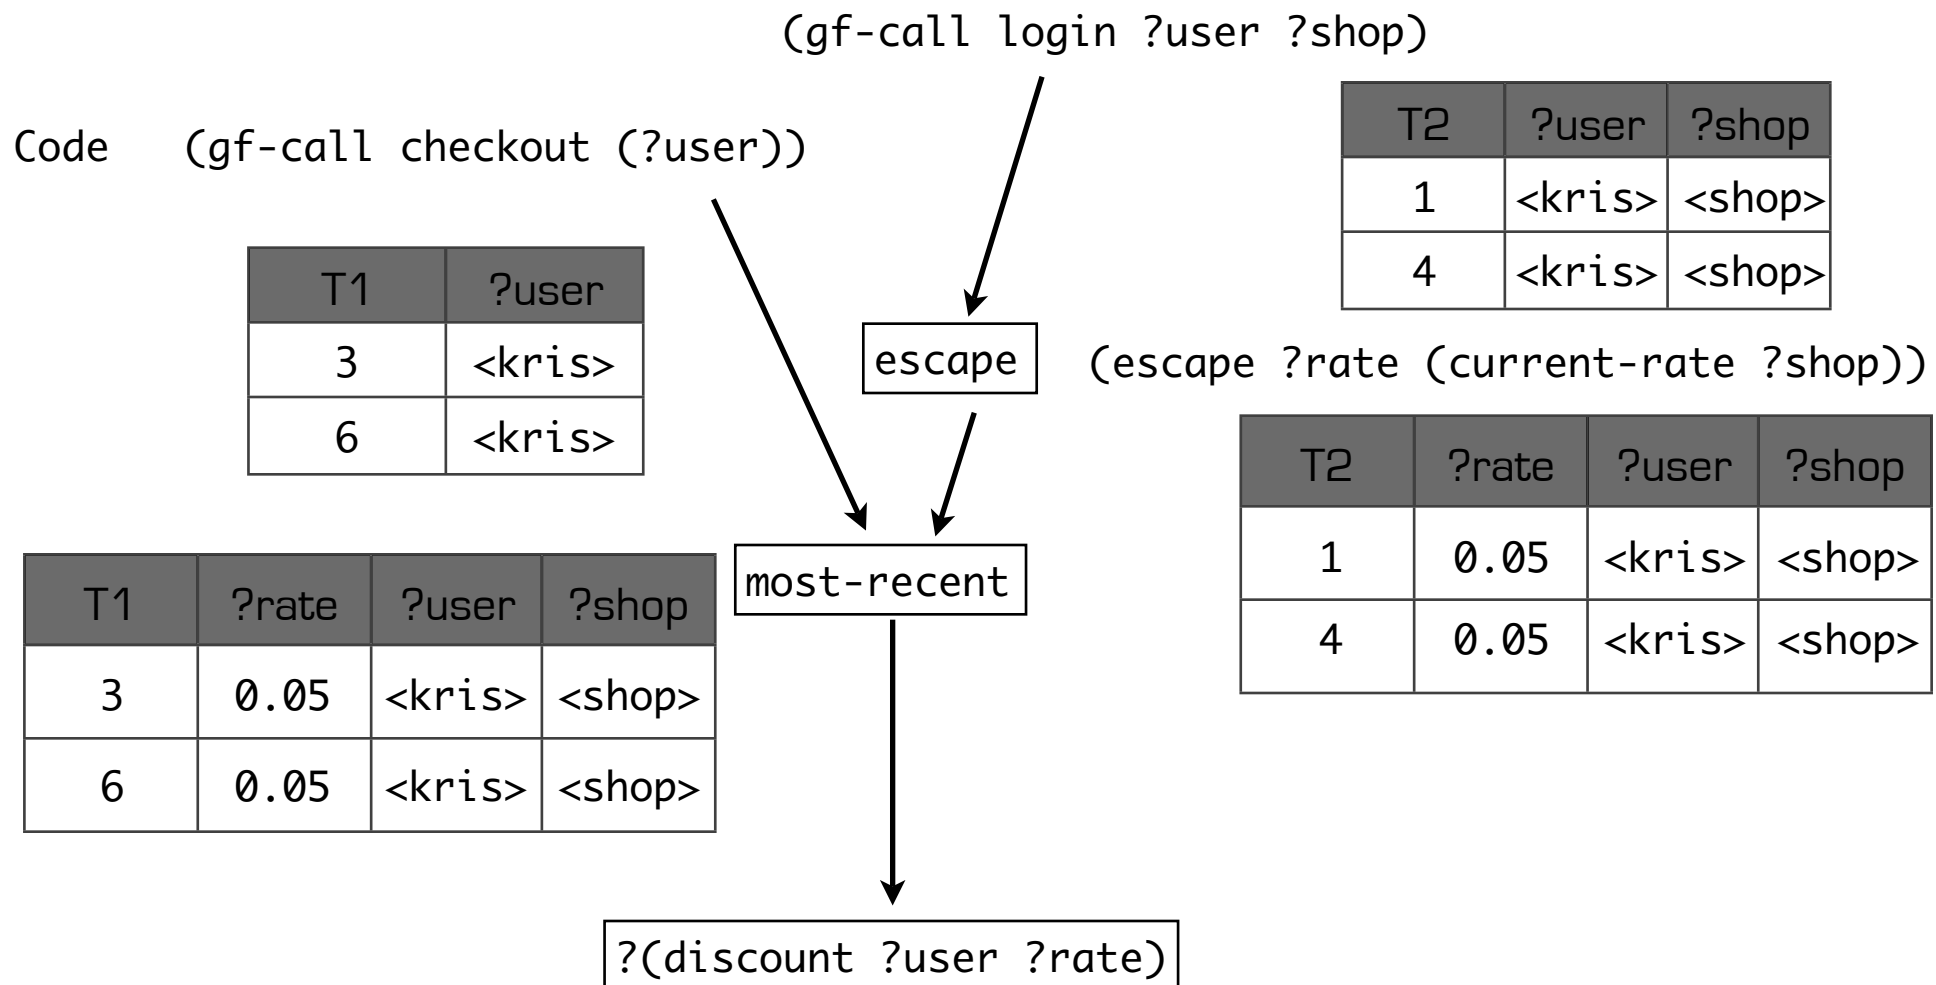 (gf-call login ?user ?shop)
Code (gf-call checkout (?user))
T2 ?user ?shop
1 <kris> <shop>
4 <kris> <shop>
T1 ?user
3 <kris>
6 <kris>
escape
(escape ?rate (current-rate ?shop))
T2 ?rate ?user ?shop
1 0.05 <kris> <shop>
4 0.05 <kris> <shop>
most-recent
T1 ?rate ?user ?shop
3 0.05 <kris> <shop>
6 0.05 <kris> <shop>
?(discount ?user ?rate)